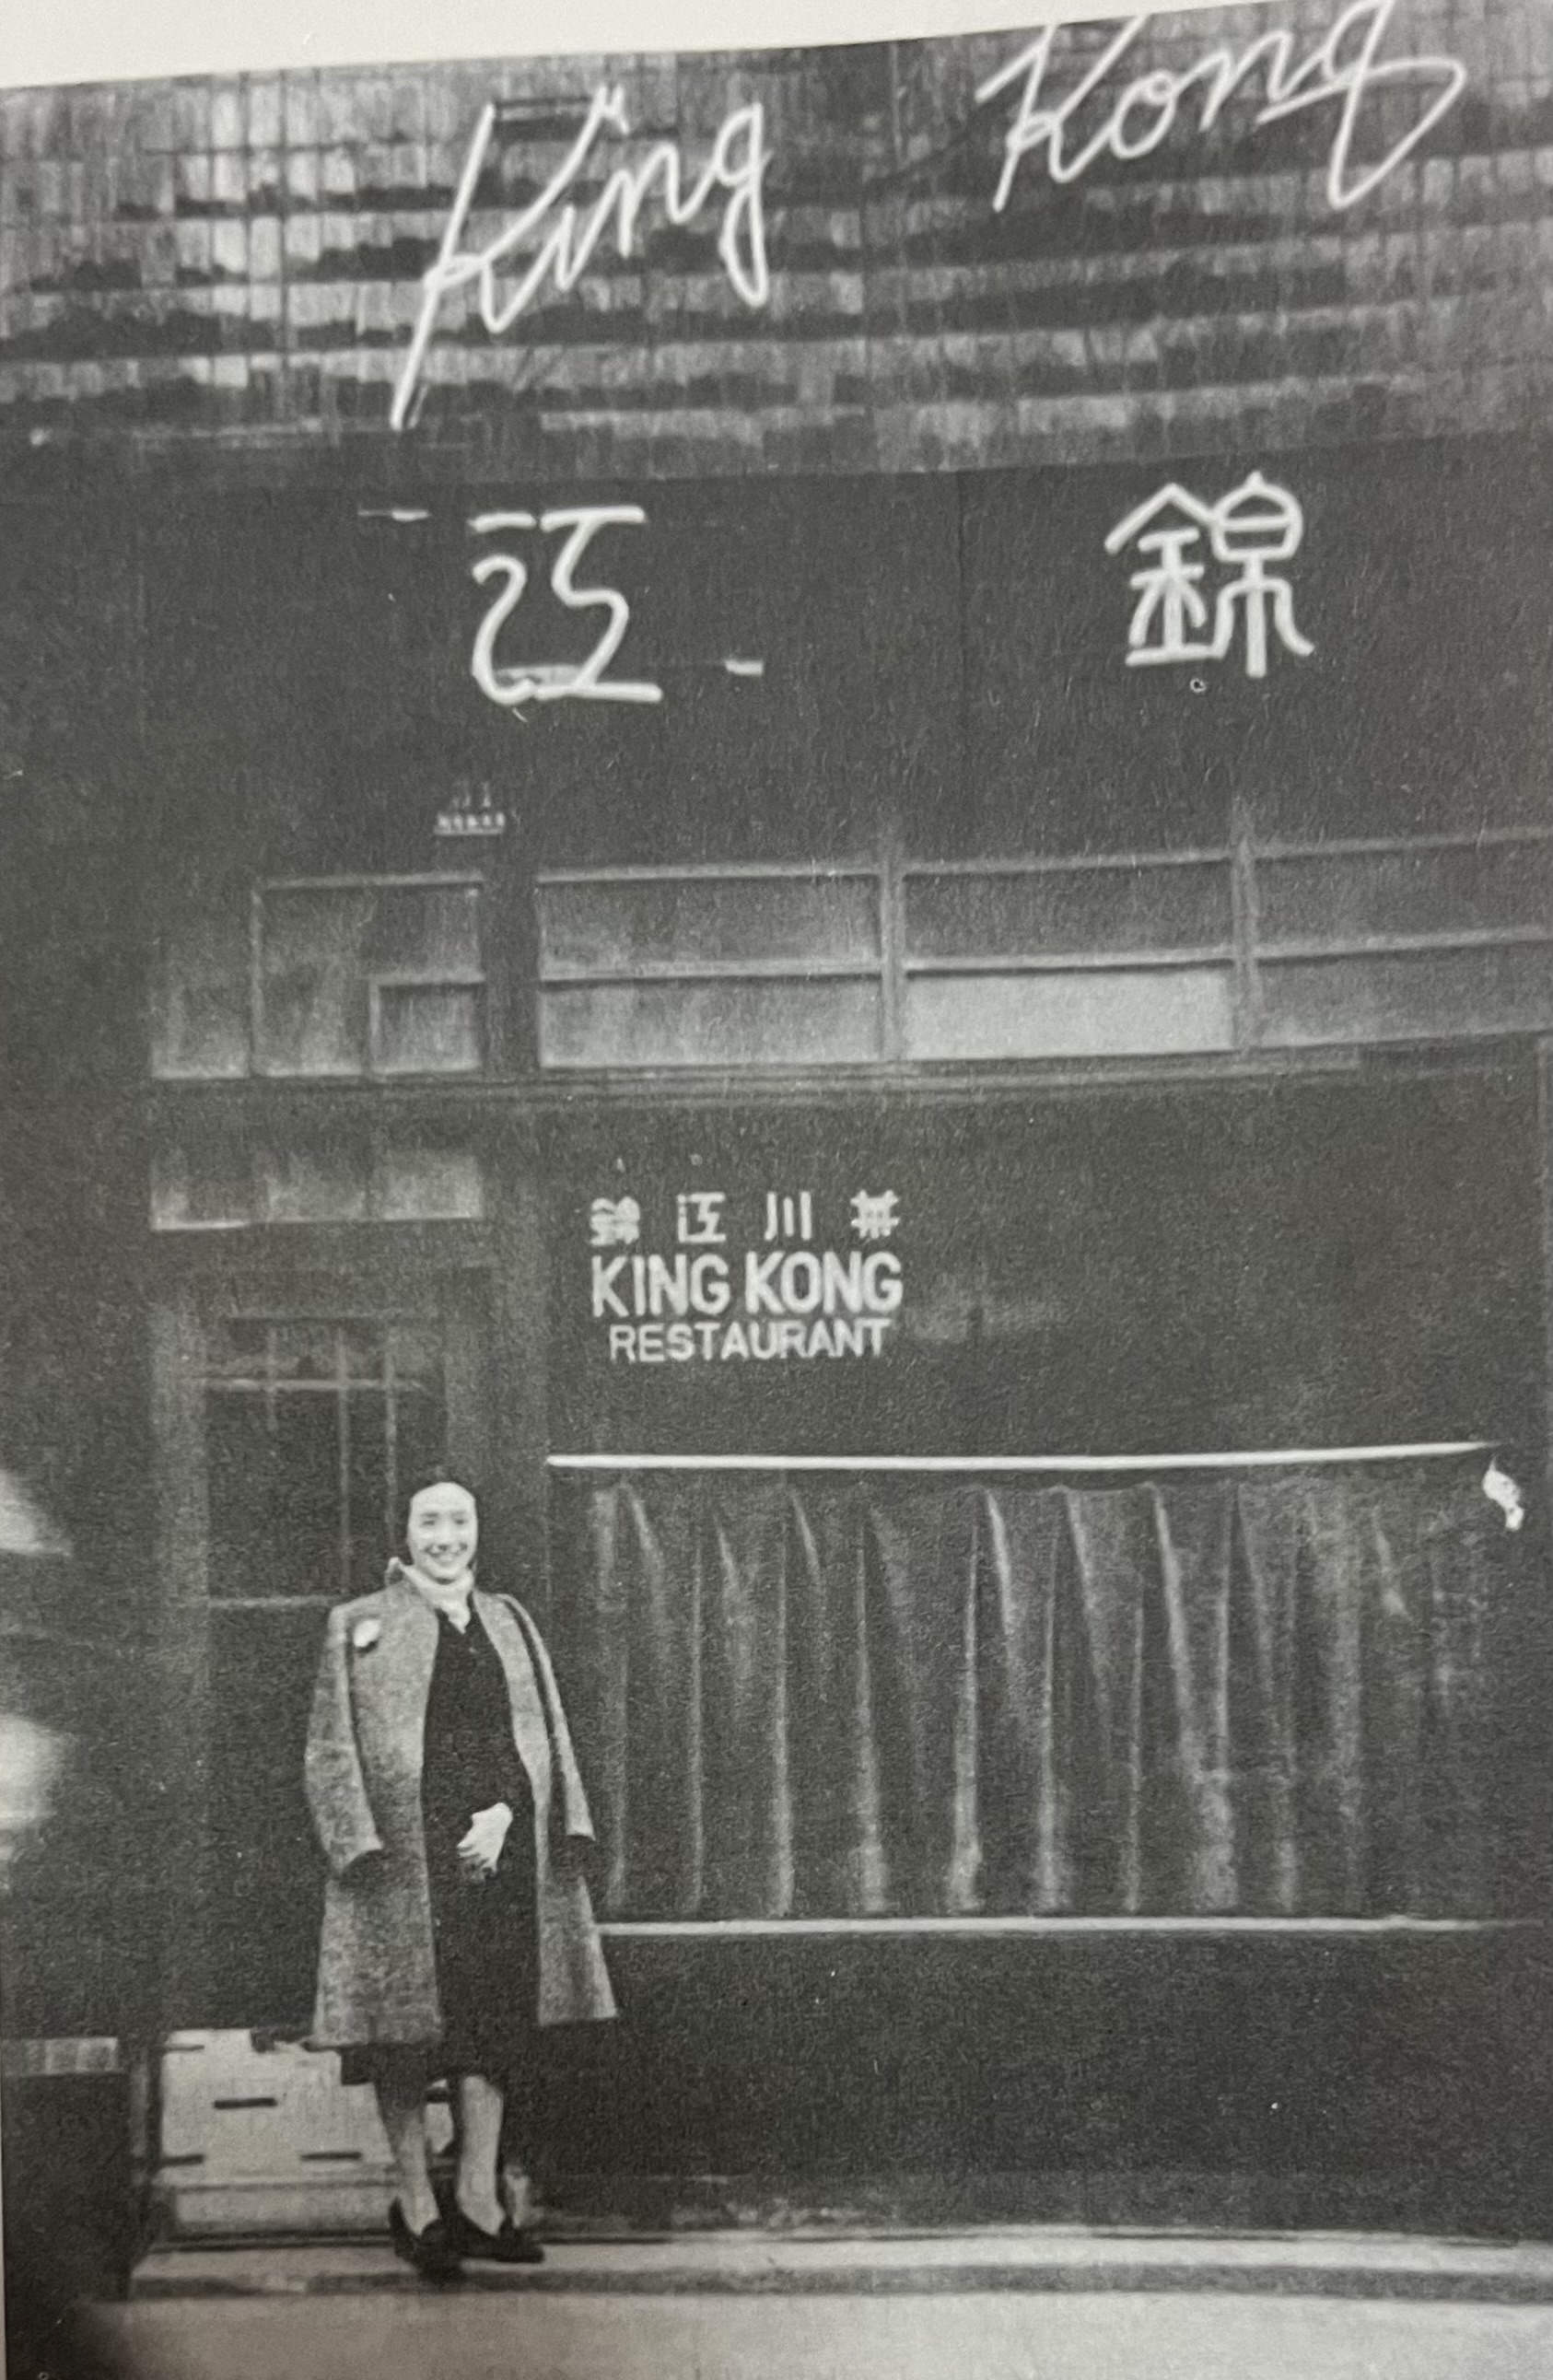 King Kong
錦江
錦江川菜
KING KONG
RESTAURANT